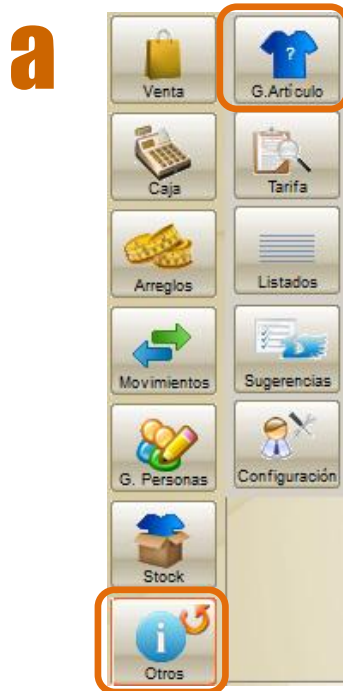 a
Venta
G.Artículo
Caja
Tarifa
Arreglos
Listados
Movimientos
Sugerencias
G. Personas
Configuración
Stock
Otros